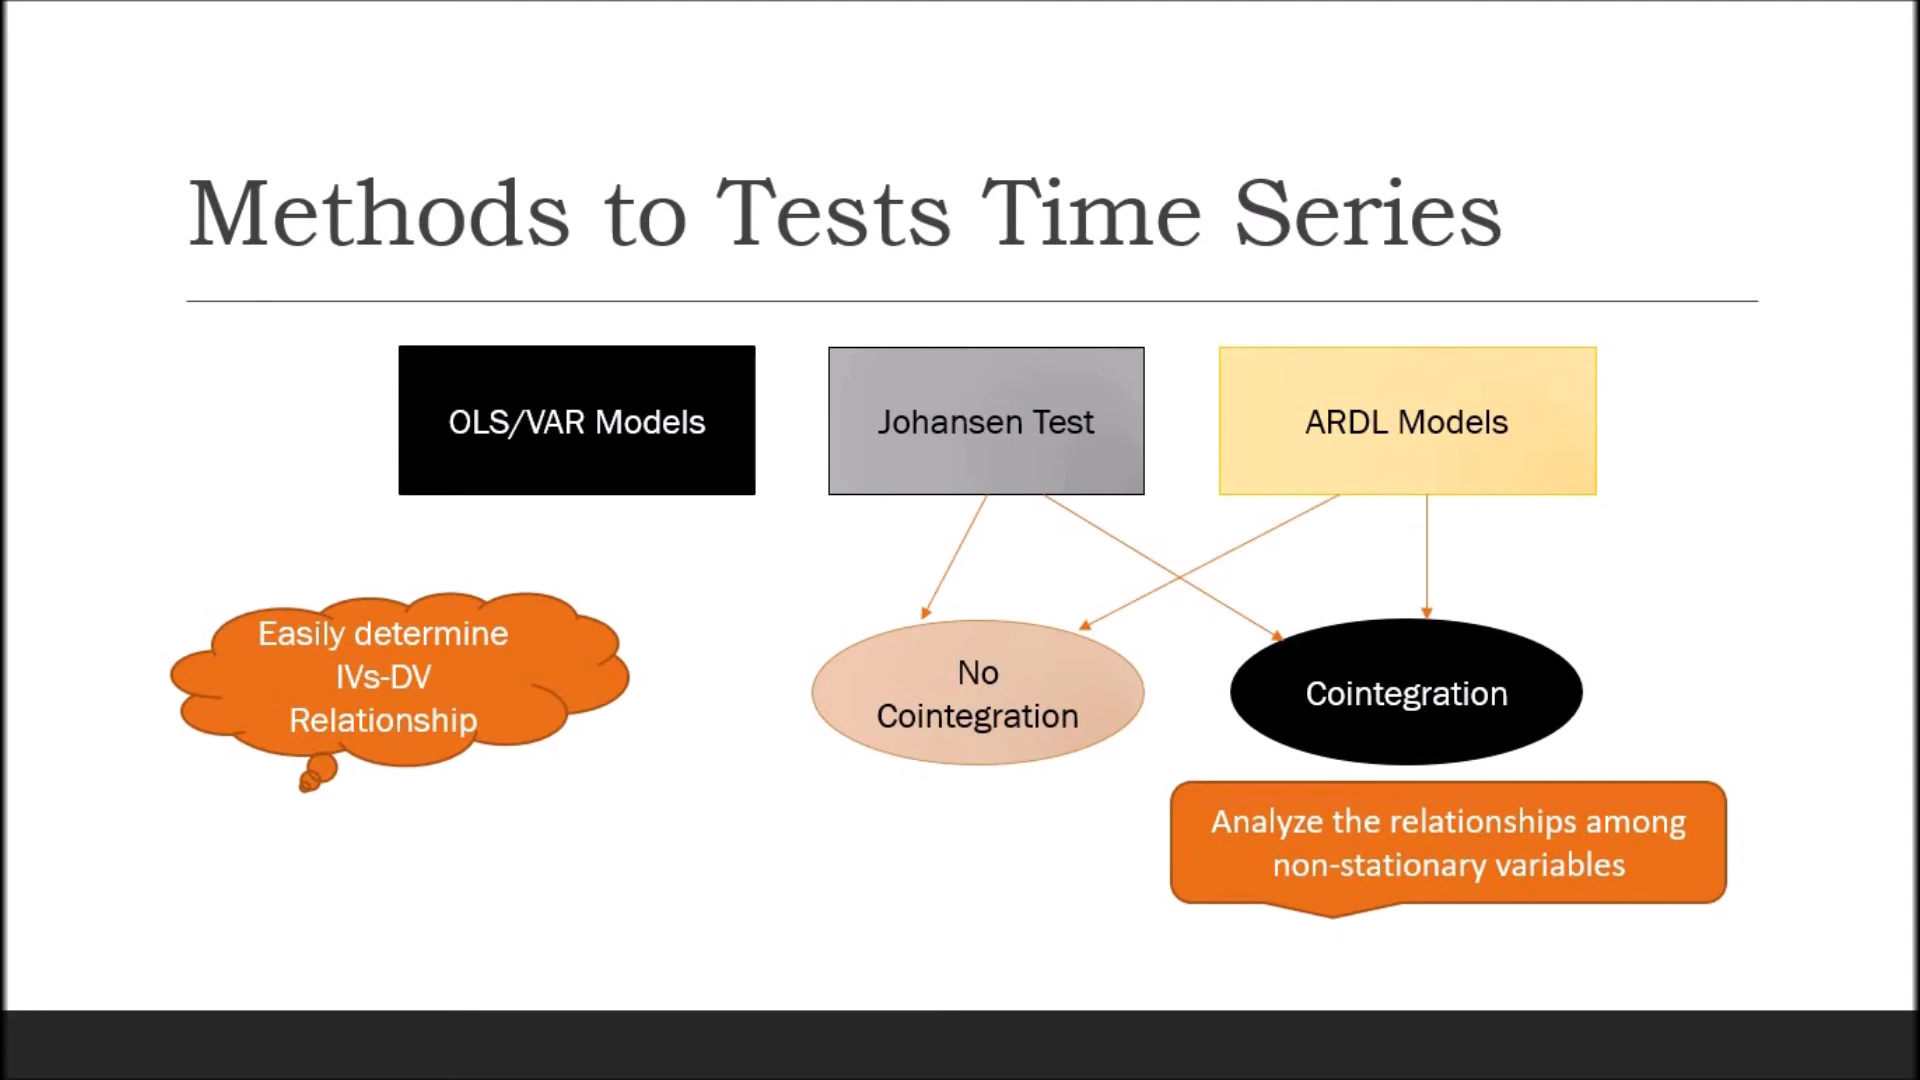 Methods to Tests Time Series
OLS/VAR Models
Johansen Test
ARDL Models
Easily determine
IVs-DV
Relationship
No
Cointegration
Cointegration
Analyze the relationships among
non-stationary variables